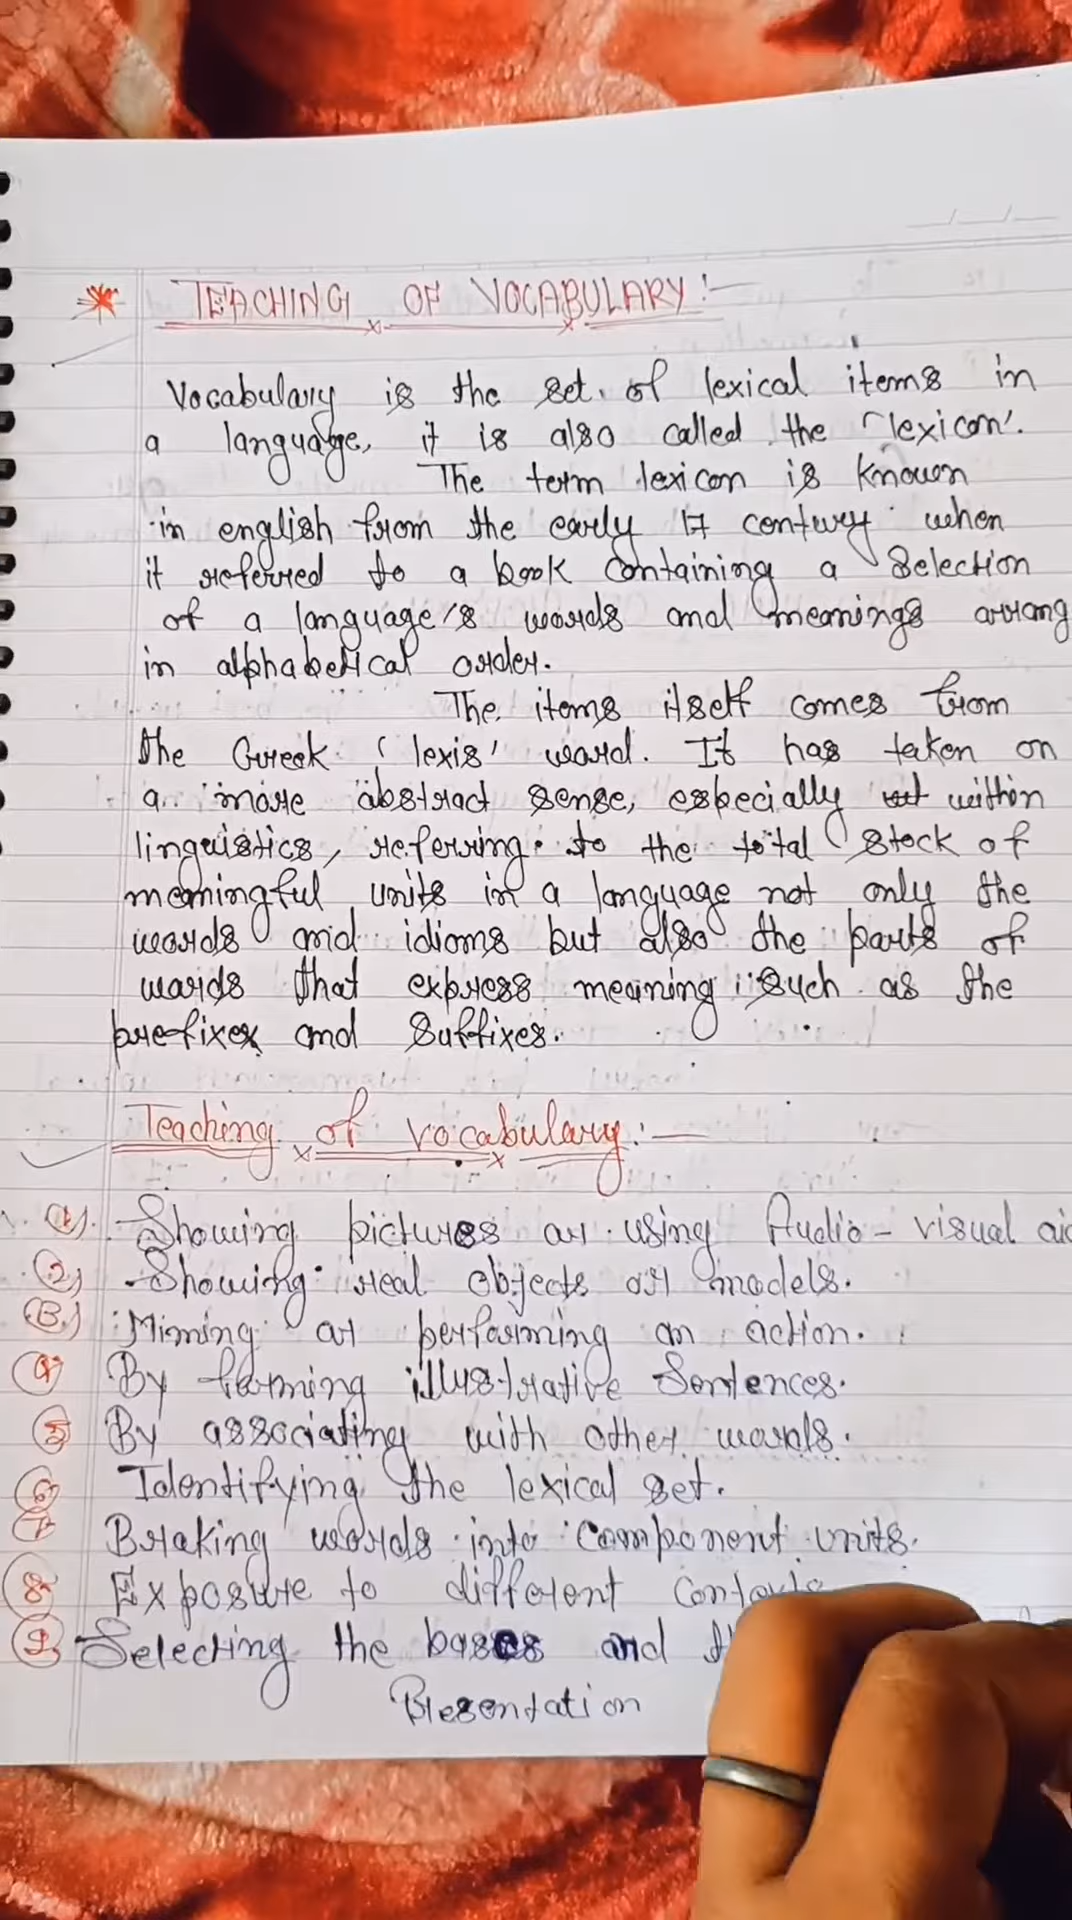 TEACHING OF VOCABULARY :-
Vocabulary is the set of lexical items in
a language, it is also called the 'lexicon'.
The term lexicon is known
in english from the early 17 century when
it referred to a book containing a selection
of a language's words and meanings arrang
in alphabetical order.
The items itself comes from
the Greek 'lexis' word. It has taken on
a more abstract sense, especially within
linguistics, referring to the total stock of
meaningful units in a language not only the
words and idioms but also the parts of
words that express meaning such as the
prefixes and suffixes.
Teaching of vocabulary :-
(1) Showing pictures or using Audio-visual aid
(2) Showing real objects or models.
(3) Miming or performing an action.
(4) By forming illustrative Sentences.
(5) By associating with other words.
(6) Identifying the lexical set.
(7) Braking words into component units.
(8) Exposure to different
(9) Selecting the bases and
Presentation